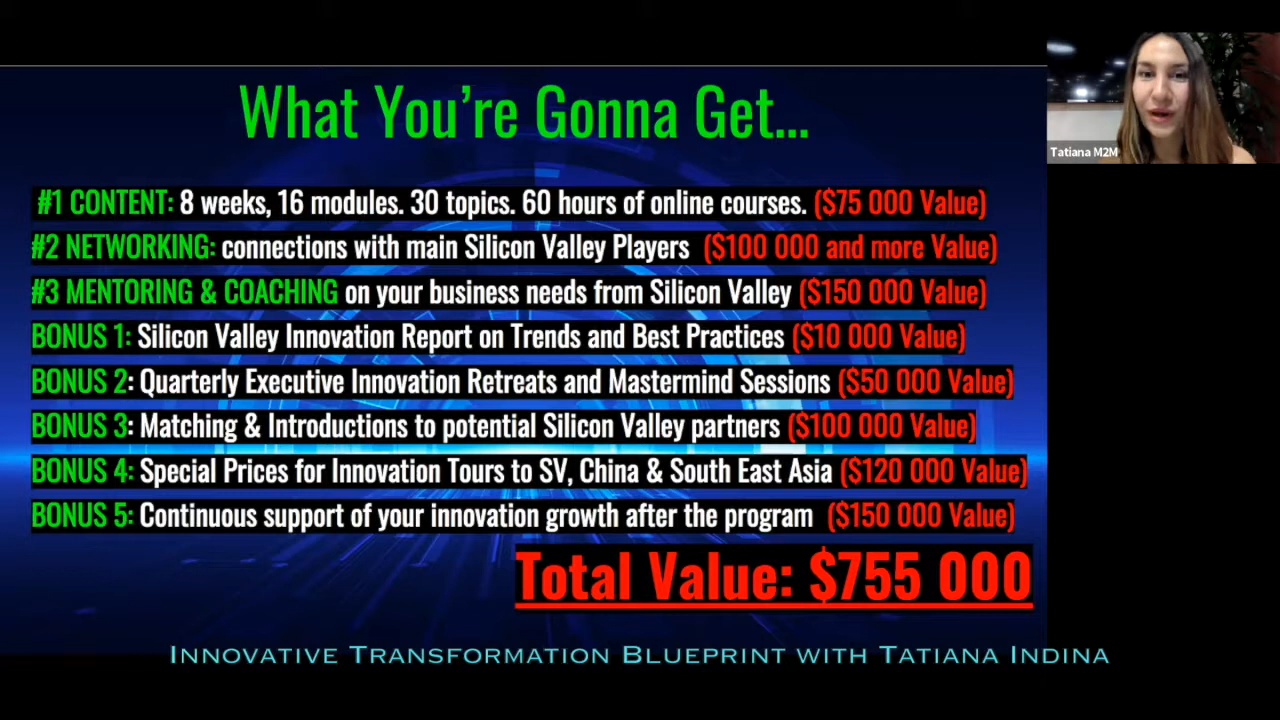 What You're Gonna Get...
Tatiana M2M
#1 CONTENT: 8 weeks, 16 modules. 30 topics. 60 hours of online courses. ($75 000 Value)
#2 NETWORKING: connections with main Silicon Valley Players ($100 000 and more Value)
#3 MENTORING & COACHING on your business needs from Silicon Valley ($150 000 Value)
BONUS 1: Silicon Valley Innovation Report on Trends and Best Practices ($10 000 Value)
BONUS 2: Quarterly Executive Innovation Retreats and Mastermind Sessions ($50 000 Value)
BONUS 3: Matching & Introductions to potential Silicon Valley partners ($100 000 Value)
BONUS 4: Special Prices for Innovation Tours to SV, China & South East Asia ($120 000 Value)
BONUS 5: Continuous support of your innovation growth after the program ($150 000 Value)
Total Value: $755 000
INNOVATIVE TRANSFORMATION BLUEPRINT WITH TATIANA INDINA